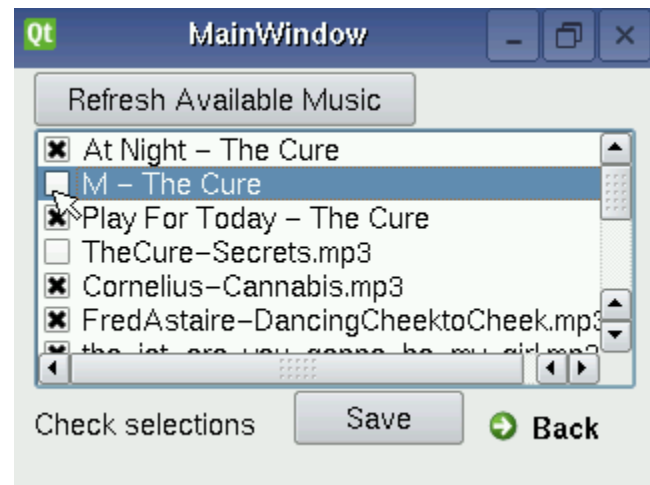 Qt MainWindow
Refresh Available Music
At Night – The Cure
M – The Cure
Play For Today – The Cure
TheCure–Secrets.mp3
Cornelius–Cannabis.mp3
FredAstaire–DancingCheektoCheek.mp3
Check selections Save Back